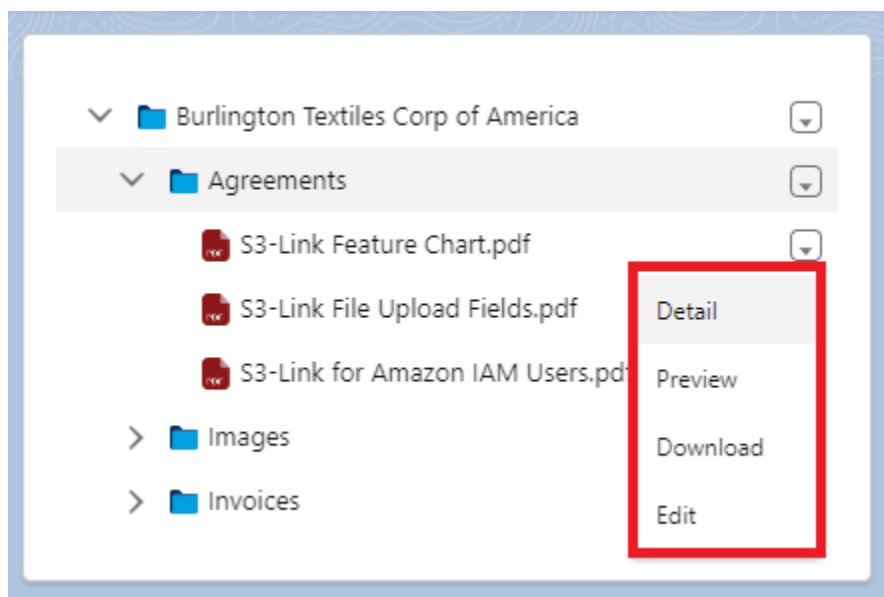 Burlington Textiles Corp of America
Agreements
S3-Link Feature Chart.pdf
S3-Link File Upload Fields.pdf
S3-Link for Amazon IAM Users.pdf
Images
Invoices
Detail
Preview
Download
Edit